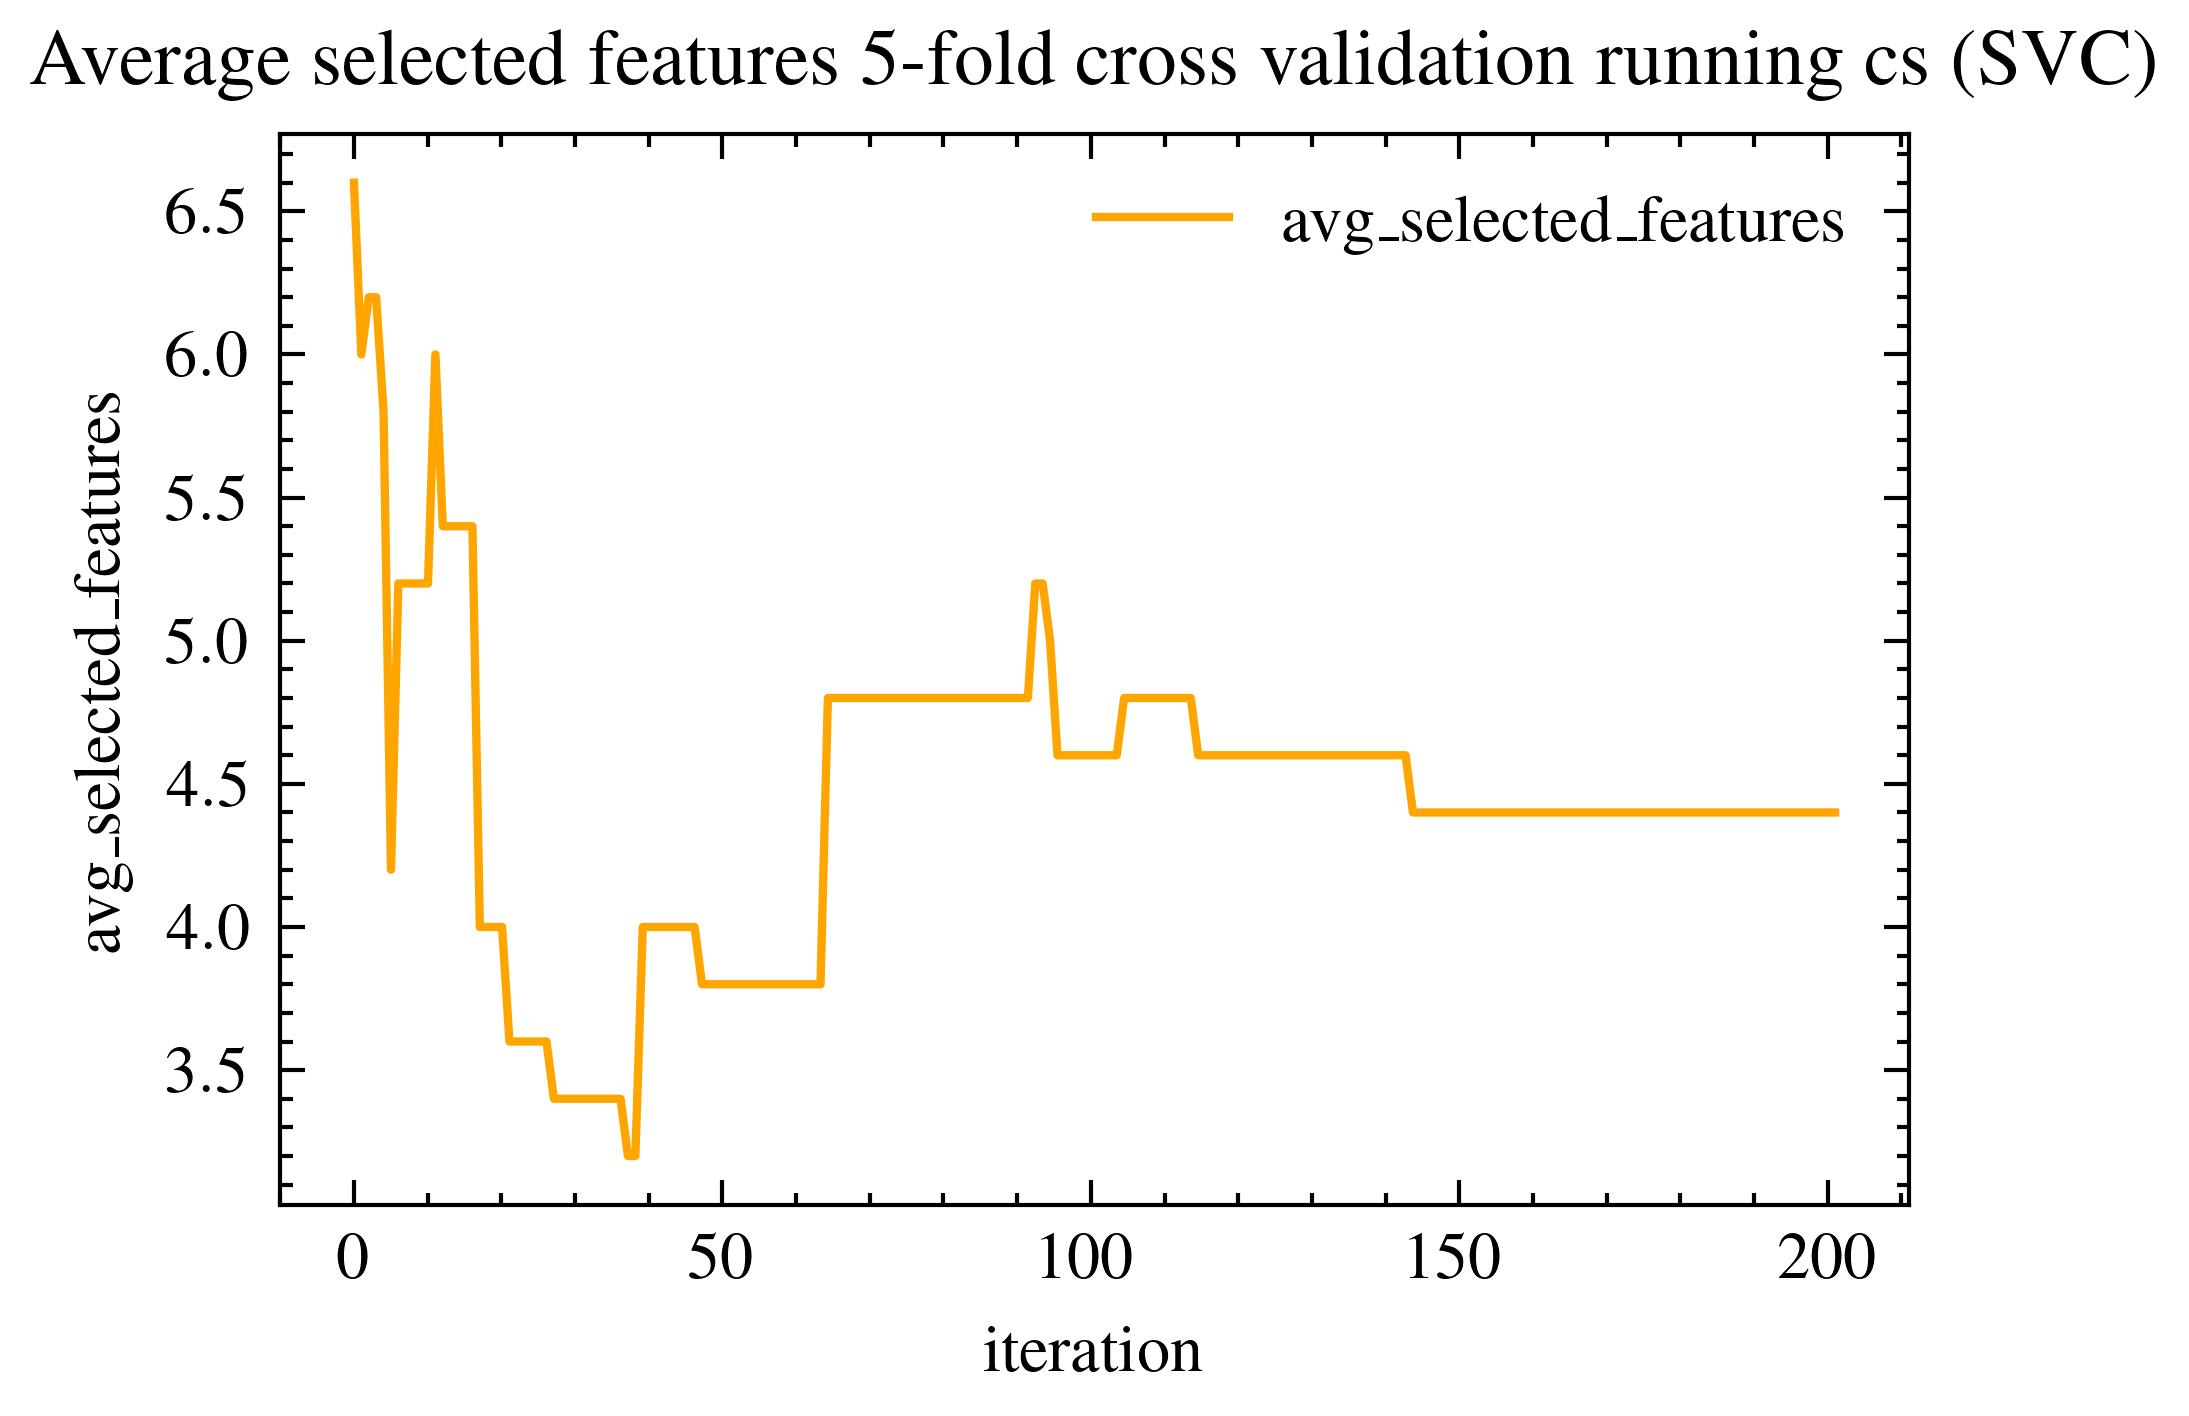 Average selected features 5-fold cross validation running cs (SVC)
avg_selected_features
6.5
6.0
5.5
5.0
4.5
4.0
3.5
avg_selected_features
0 50 100 150 200
iteration